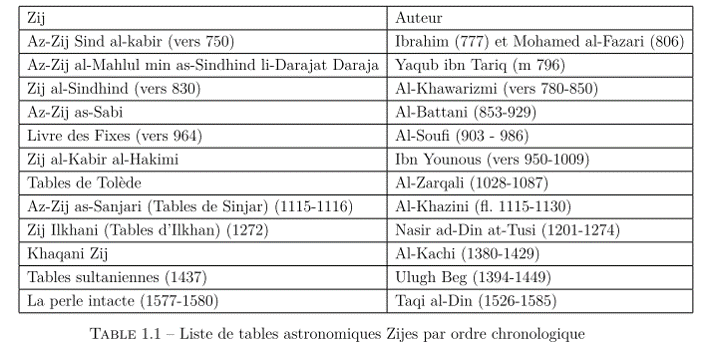 Zij Auteur
Az-Zij Sind al-kabir (vers 750) Ibrahim (777) et Mohamed al-Fazari (806)
Az-Zij al-Mahlul min as-Sindhind li-Darajat Daraja Yaqub ibn Tariq (m 796)
Zij al-Sindhind (vers 830) Al-Khawarizmi (vers 780-850)
Az-Zij as-Sabi Al-Battani (853-929)
Livre des Fixes (vers 964) Al-Soufi (903 - 986)
Zij al-Kabir al-Hakimi Ibn Younous (vers 950-1009)
Tables de Tolède Al-Zarqali (1028-1087)
Az-Zij as-Sanjari (Tables de Sinjar) (1115-1116) Al-Khazini (fl. 1115-1130)
Zij Ilkhani (Tables d'Ilkhan) (1272) Nasir ad-Din at-Tusi (1201-1274)
Khaqani Zij Al-Kachi (1380-1429)
Tables sultaniennes (1437) Ulugh Beg (1394-1449)
La perle intacte (1577-1580) Taqi al-Din (1526-1585)
TABLE 1.1 – Liste de tables astronomiques Zijes par ordre chronologique